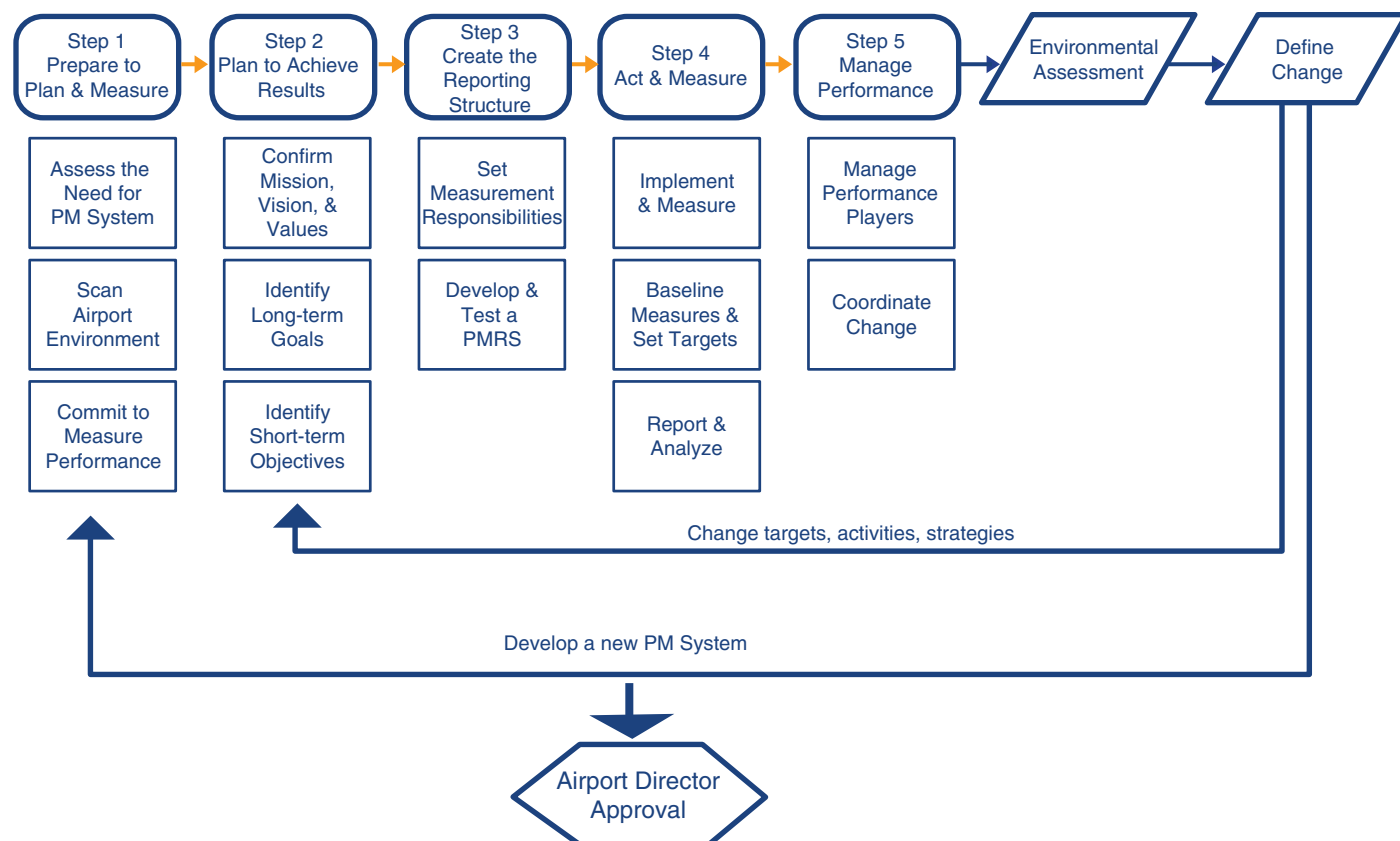 Step 1
Prepare to
Plan & Measure
Step 2
Plan to Achieve
Results
Step 3
Create the
Reporting
Structure
Step 4
Act & Measure
Step 5
Manage
Performance
Environmental
Assessment
Define
Change
Assess the
Need for
PM System
Confirm
Mission,
Vision, &
Values
Set
Measurement
Responsibilities
Implement
& Measure
Manage
Performance
Players
Scan
Airport
Environment
Identify
Long-term
Goals
Develop &
Test a
PMRS
Baseline
Measures &
Set Targets
Coordinate
Change
Commit to
Measure
Performance
Identify
Short-term
Objectives
Report &
Analyze
Change targets, activities, strategies
Develop a new PM System
Airport Director
Approval